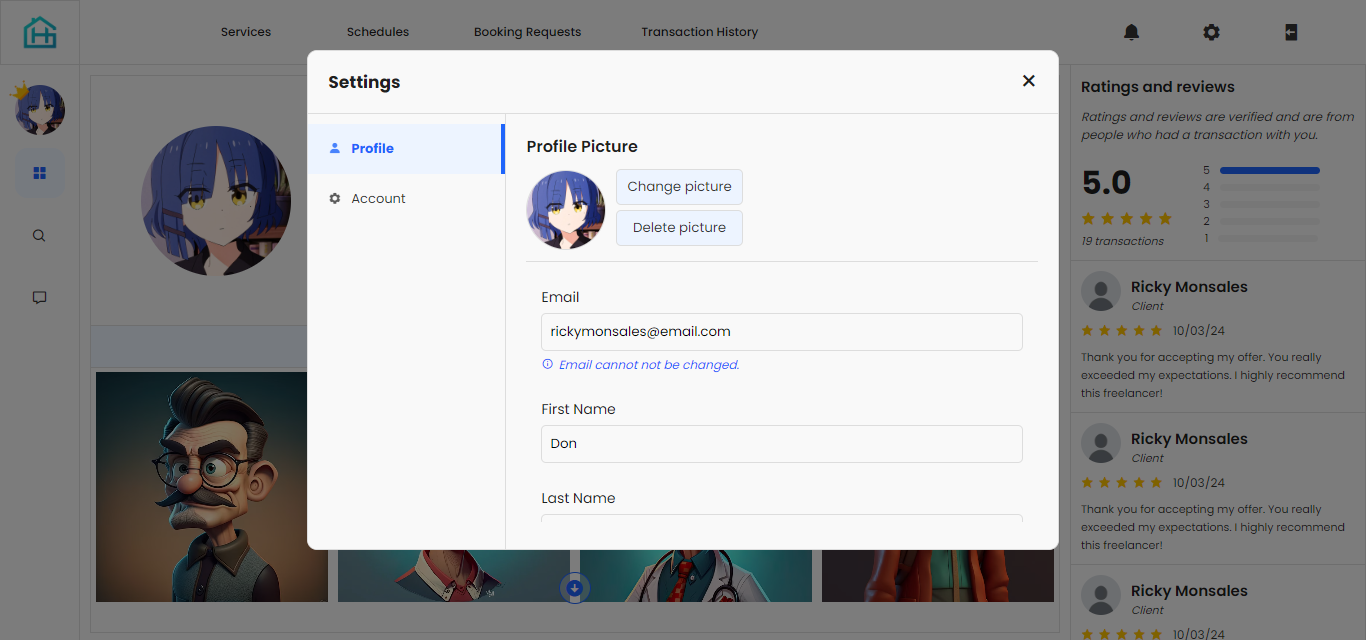 Services Schedules Booking Requests Transaction History
Settings
Profile
Account
Profile Picture
Change picture
Delete picture
Email
rickymonsales@email.com
Email cannot not be changed.
First Name
Don
Last Name
Ratings and reviews
Ratings and reviews are verified and are from
people who had a transaction with you.
5.0
19 transactions
5
4
3
2
1
Ricky Monsales
Client
10/03/24
Thank you for accepting my offer. You really
exceeded my expectations. I highly recommend
this freelancer!
Ricky Monsales
Client
10/03/24
Thank you for accepting my offer. You really
exceeded my expectations. I highly recommend
this freelancer!
Ricky Monsales
Client
10/03/24